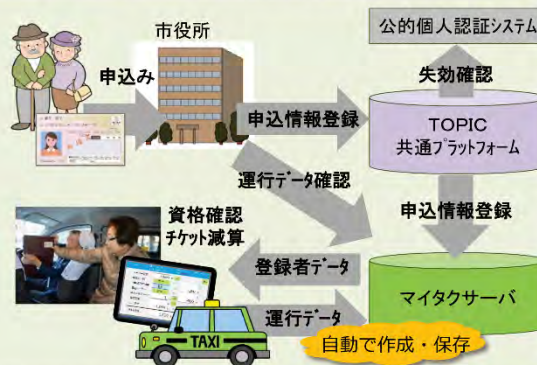 市役所
公的個人認証システム
申込み
失効確認
申込情報登録
TOPIC
共通プラットフォーム
運行データ確認
申込情報登録
資格確認
チケット減算
登録者データ
マイタクサーバ
運行データ
TAXI
自動で作成・保存